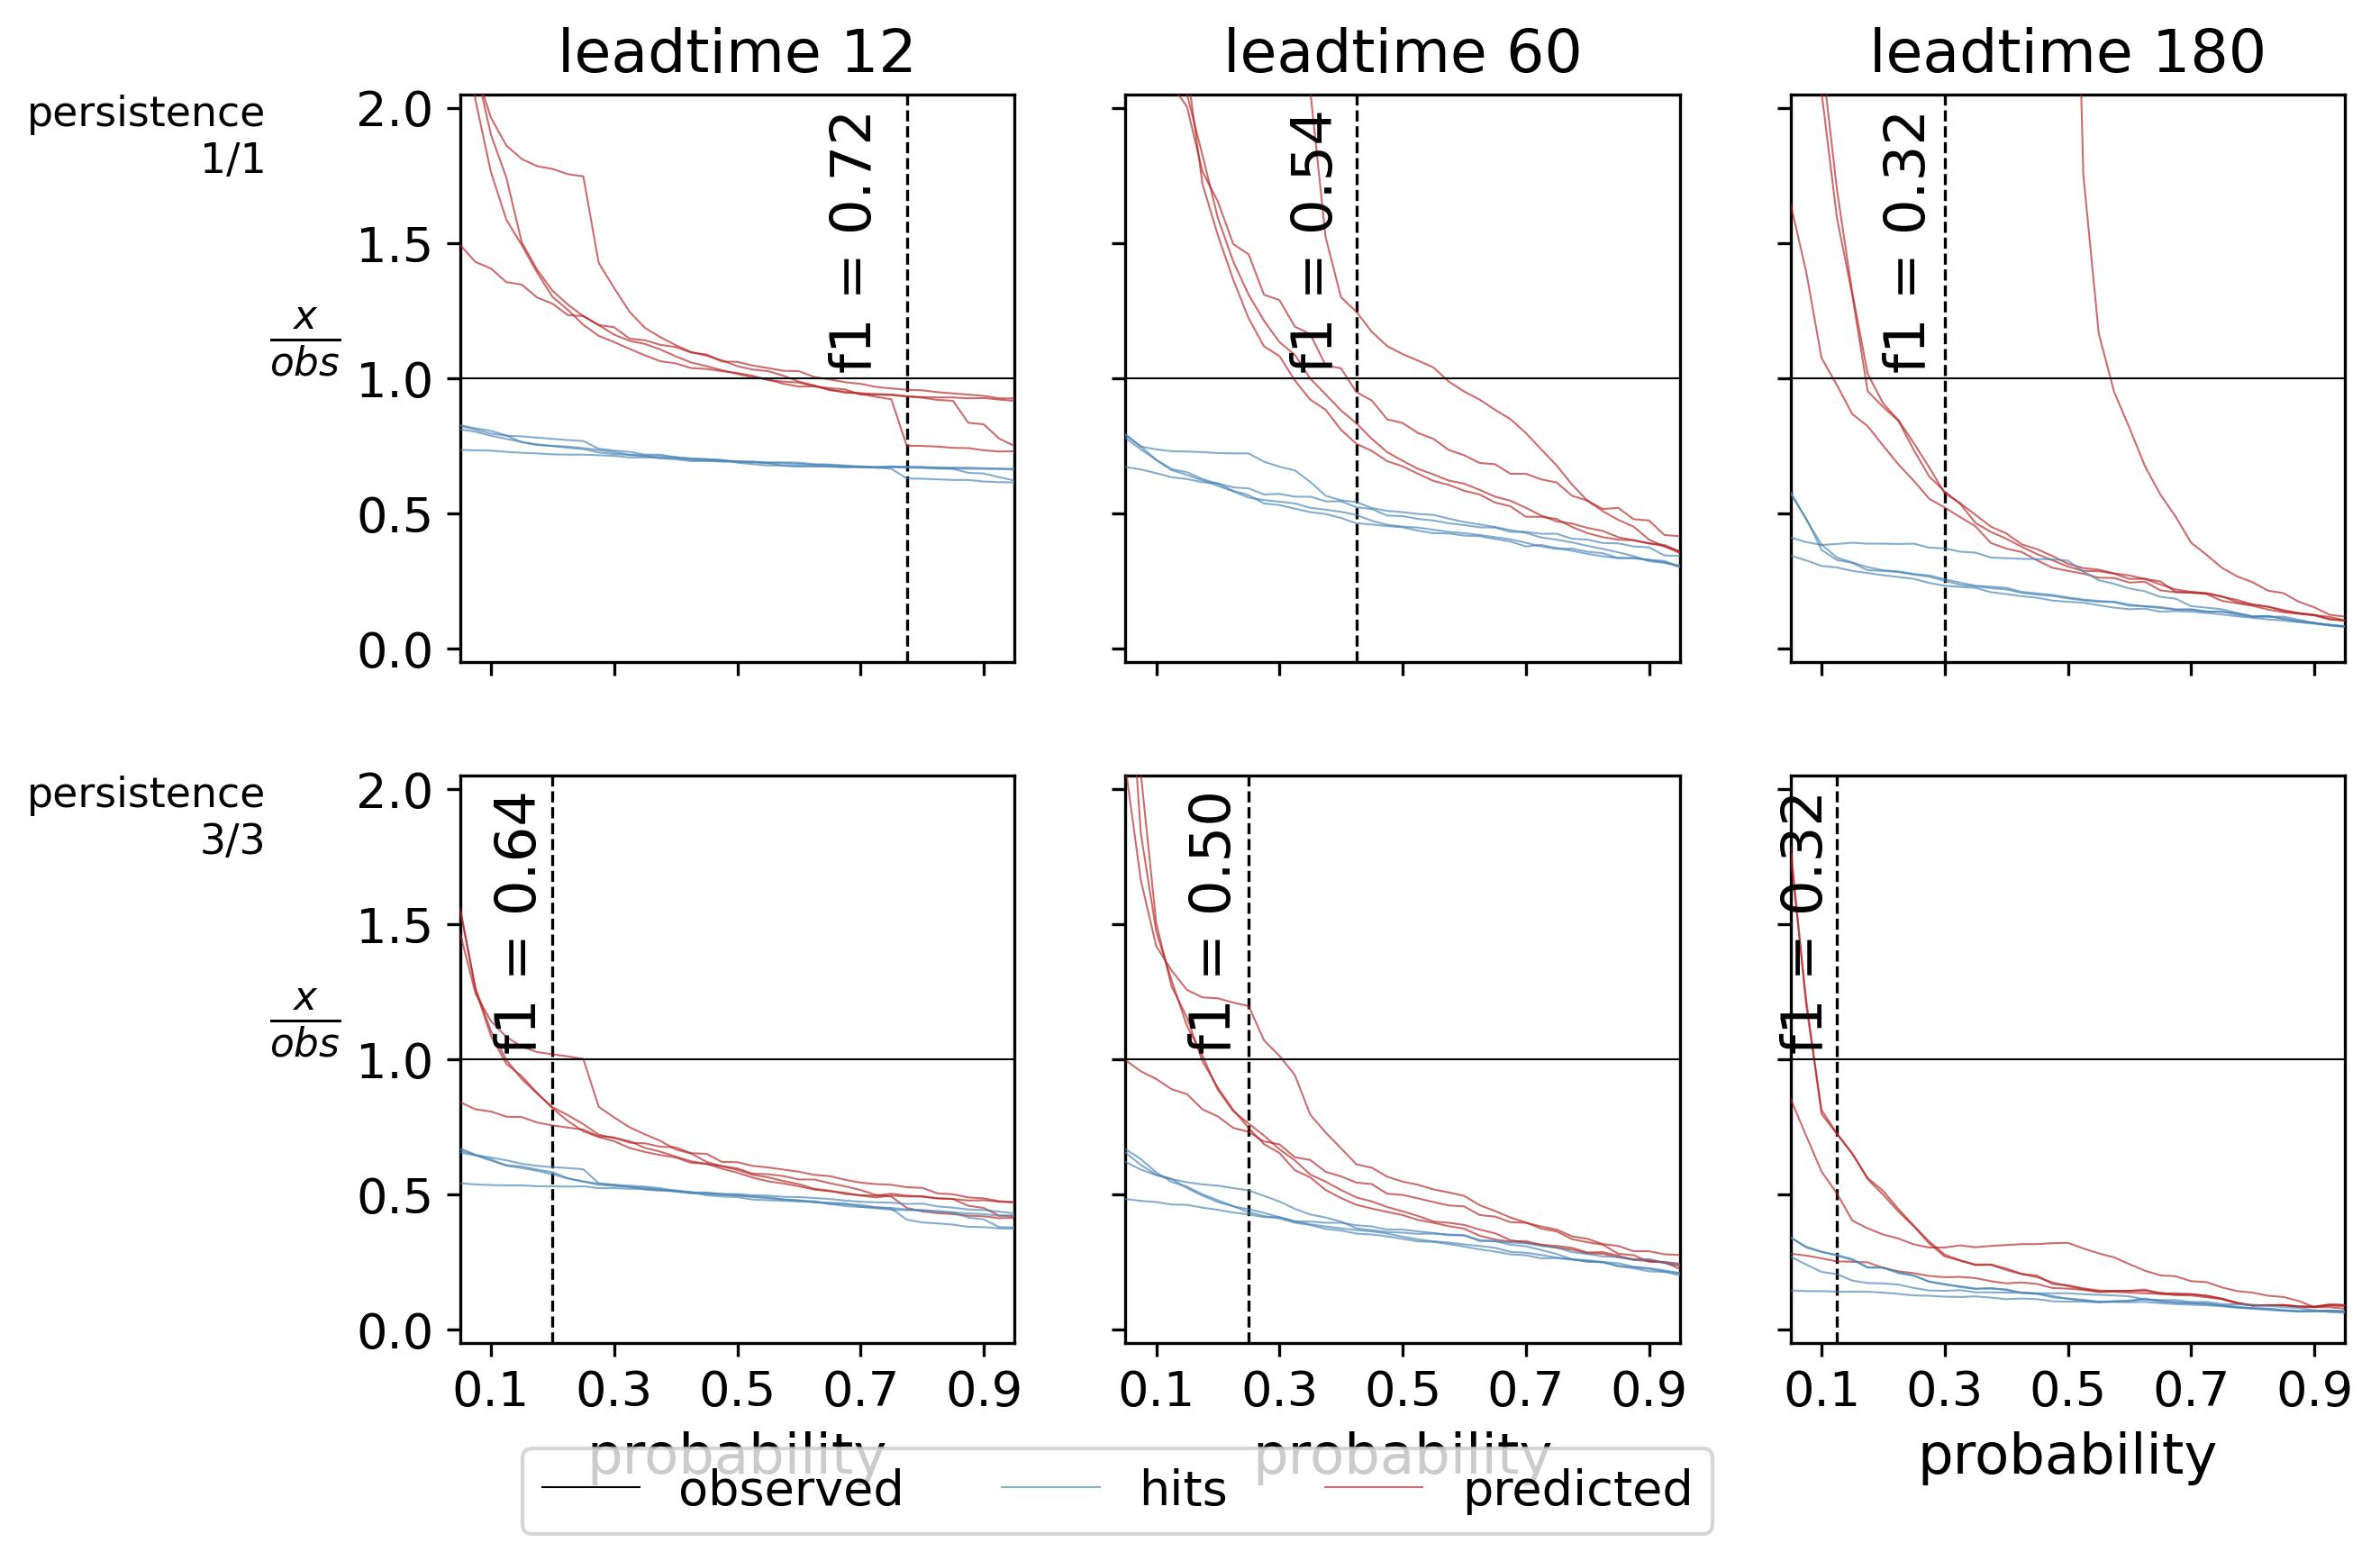 leadtime 12
leadtime 60
leadtime 180
persistence
1/1
x
obs
2.0
1.5
1.0
0.5
0.0
f1 = 0.72
f1 = 0.54
f1 = 0.32
persistence
3/3
x
obs
2.0
1.5
1.0
0.5
0.0
f1 = 0.64
f1 = 0.50
f1 = 0.32
0.1 0.3 0.5 0.7 0.9
0.1 0.3 0.5 0.7 0.9
0.1 0.3 0.5 0.7 0.9
probability
probability
probability
observed
hits
predicted